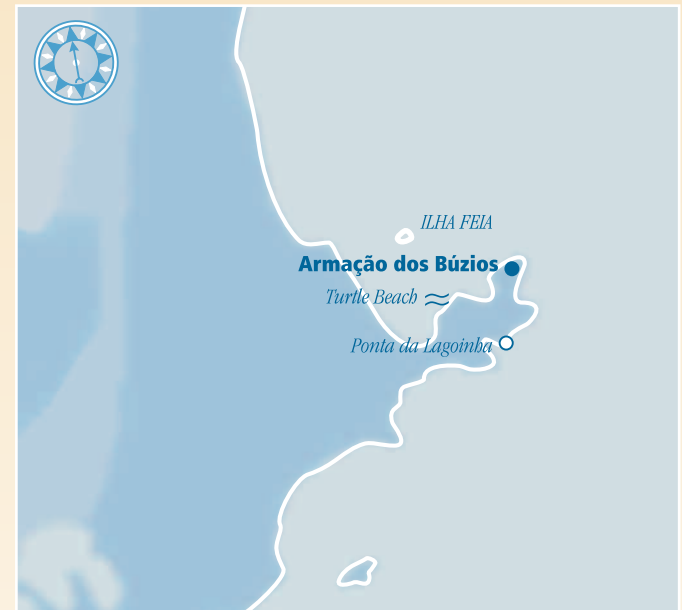 ILHA FEIA
Armação dos Búzios
Turtle Beach
Ponta da Lagoinha